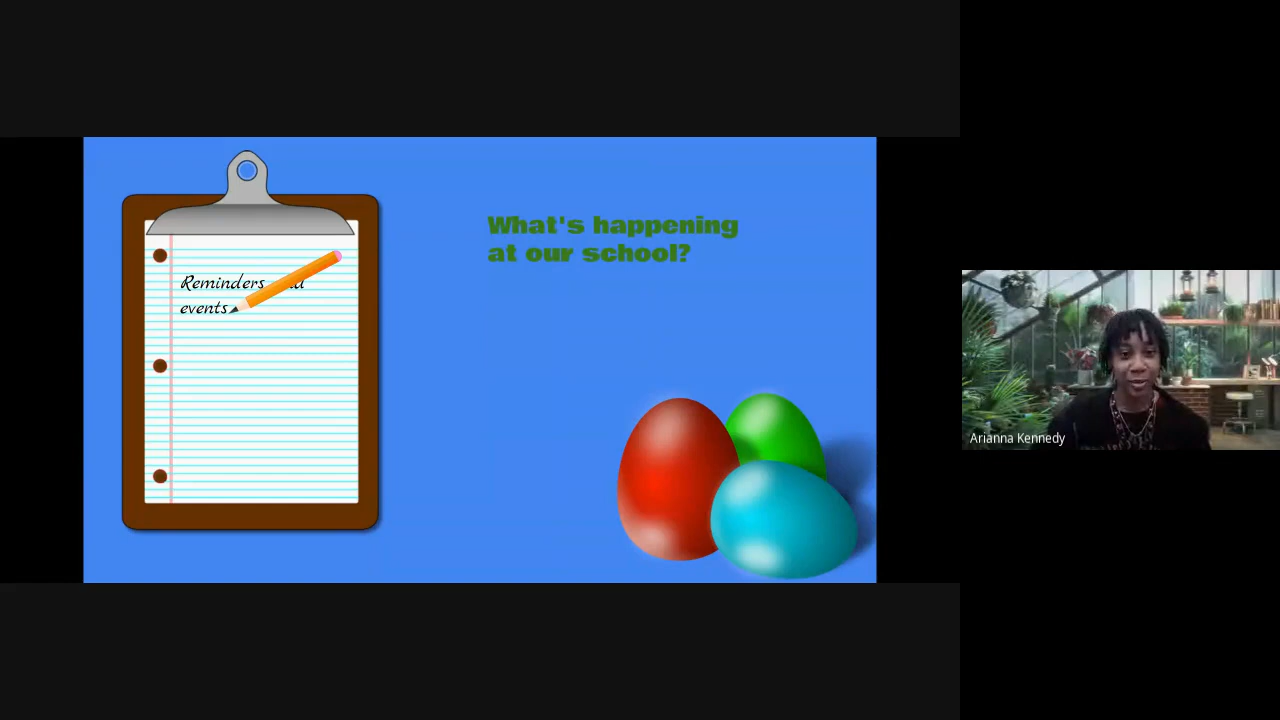 Reminders
events
What's happening
at our school?
Arianna Kennedy